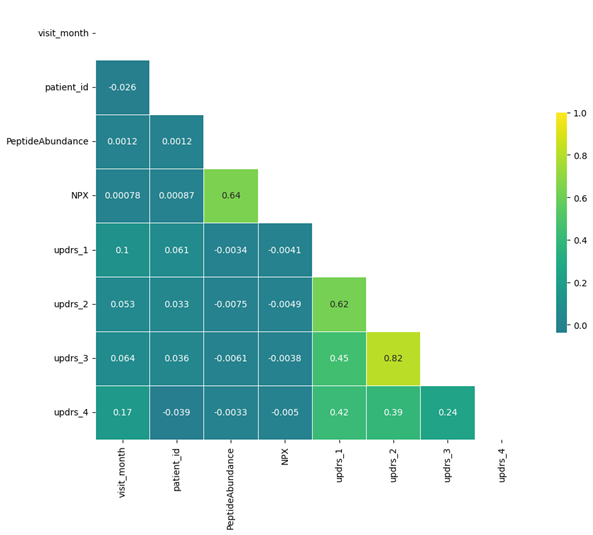 visit_month
patient_id -0.026
PeptideAbundance 0.0012 0.0012
NPX 0.00078 0.00087 0.64
updrs_1 0.1 0.061 -0.0034 -0.0041
updrs_2 0.053 0.033 -0.0075 -0.0049 0.62
updrs_3 0.064 0.036 -0.0061 -0.0038 0.45 0.82
updrs_4 0.17 -0.039 -0.0033 -0.005 0.42 0.39 0.24
visit_month patient_id PeptideAbundance NPX updrs_1 updrs_2 updrs_3 updrs_4
1.0
0.8
0.6
0.4
0.2
0.0